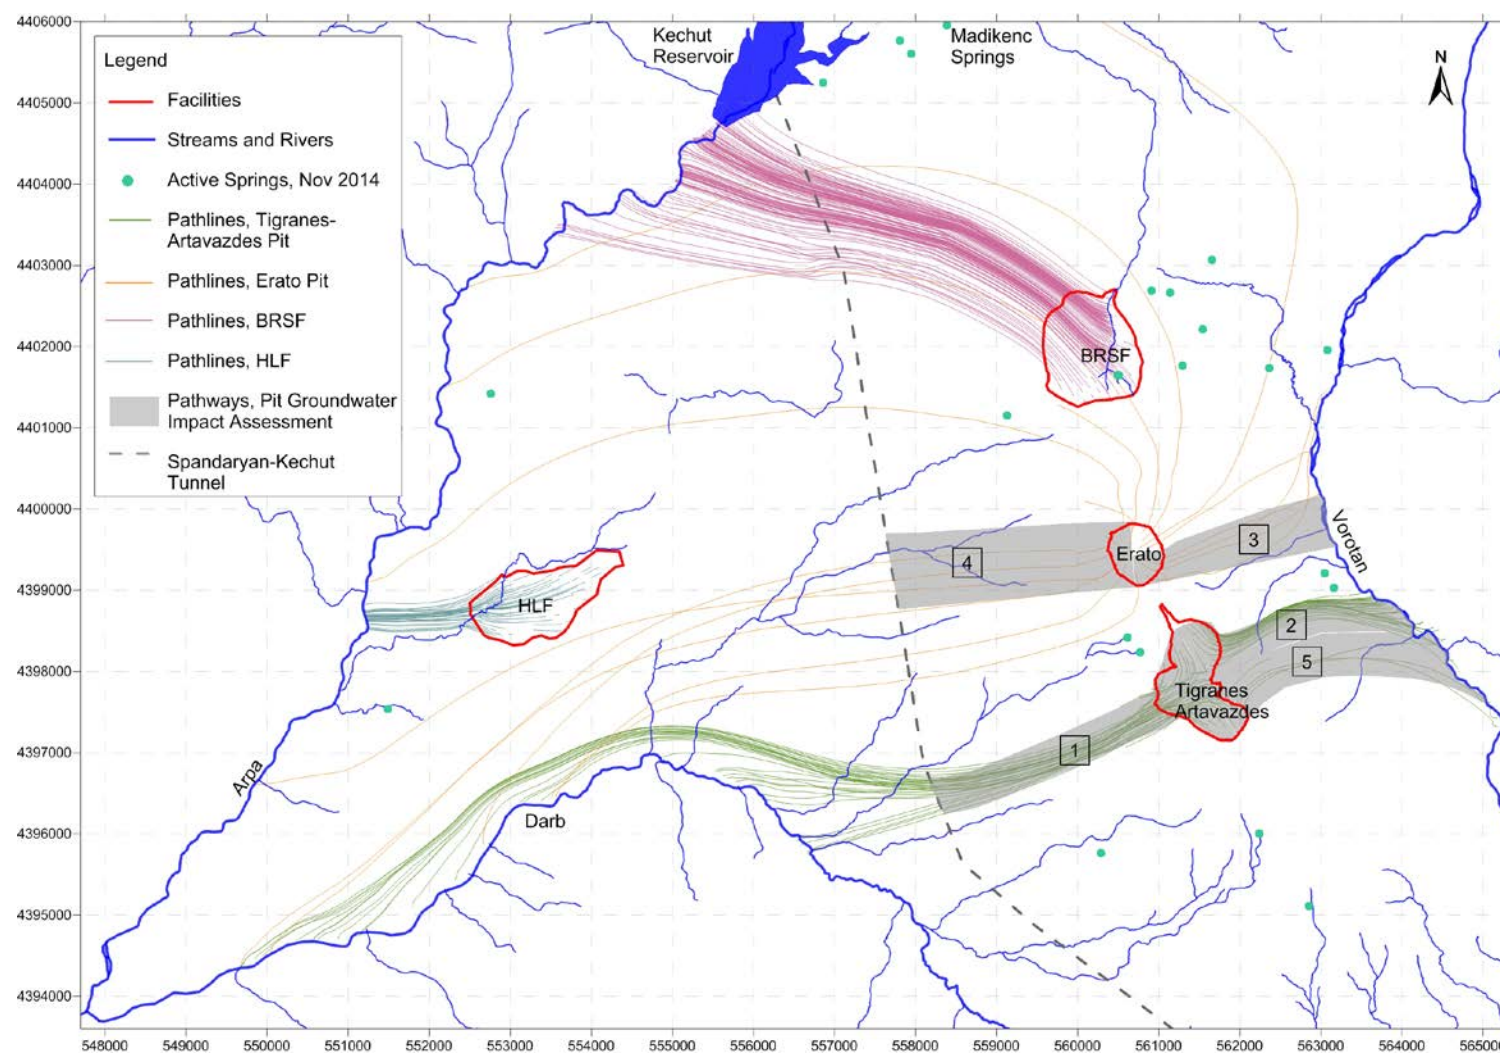 4406000
4405000
4404000
4403000
4402000
4401000
4400000
4399000
4398000
4397000
4396000
4395000
4394000
Legend
Facilities
Streams and Rivers
Active Springs, Nov 2014
Pathlines, Tigranes-
Artavazdes Pit
Pathlines, Erato Pit
Pathlines, BRSF
Pathlines, HLF
Pathways, Pit Groundwater
Impact Assessment
Spandaryan-Kechut
Tunnel
Kechut
Reservoir
Madikenc
Springs
N
BRSF
Erato
Vorotan
HLF
Tigranes
Artavazdes
Arpa
Darb
4
3
2
5
1
548000 549000 550000 551000 552000 553000 554000 555000 556000 557000 558000 559000 560000 561000 562000 563000 564000 565000